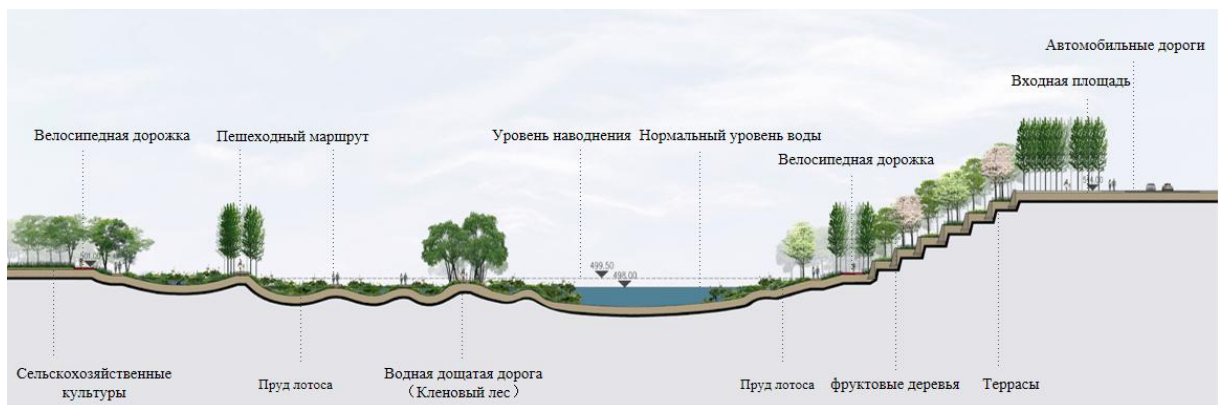 Автомобильные дороги
Входная площадь
Велосипедная дорожка
Пешеходный маршрут
Уровень наводнения
Нормальный уровень воды
Велосипедная дорожка
499.50
498.00
Сельскохозяйственные
культуры
Пруд лотоса
Водная дощатая дорога
（Кленовый лес）
Пруд лотоса
фруктовые деревья
Террасы